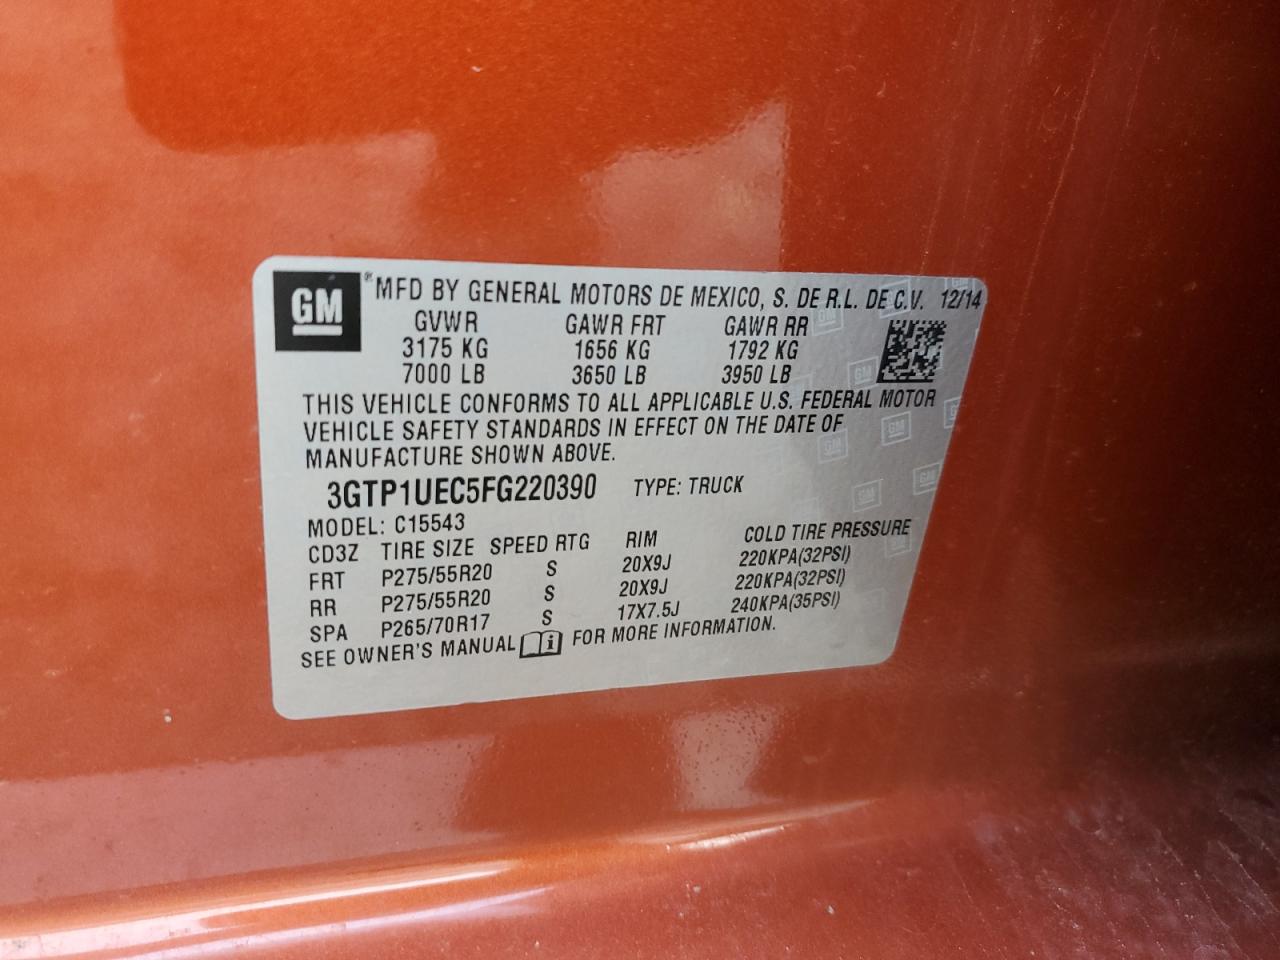 GM ® MFD BY GENERAL MOTORS DE MEXICO, S. DE R.L. DE C.V. 12/14
GVWR GAWR FRT GAWR RR
3175 KG 1656 KG 1792 KG
7000 LB 3650 LB 3950 LB
THIS VEHICLE CONFORMS TO ALL APPLICABLE U.S. FEDERAL MOTOR
VEHICLE SAFETY STANDARDS IN EFFECT ON THE DATE OF
MANUFACTURE SHOWN ABOVE.
3GTP1UEC5FG220390 TYPE: TRUCK
MODEL: C15543
CD3Z TIRE SIZE SPEED RTG RIM COLD TIRE PRESSURE
FRT P275/55R20 S 20X9J 220KPA(32PSI)
RR P275/55R20 S 20X9J 220KPA(32PSI)
SPA P265/70R17 S 17X7.5J 240KPA(35PSI)
SEE OWNER'S MANUAL i FOR MORE INFORMATION.